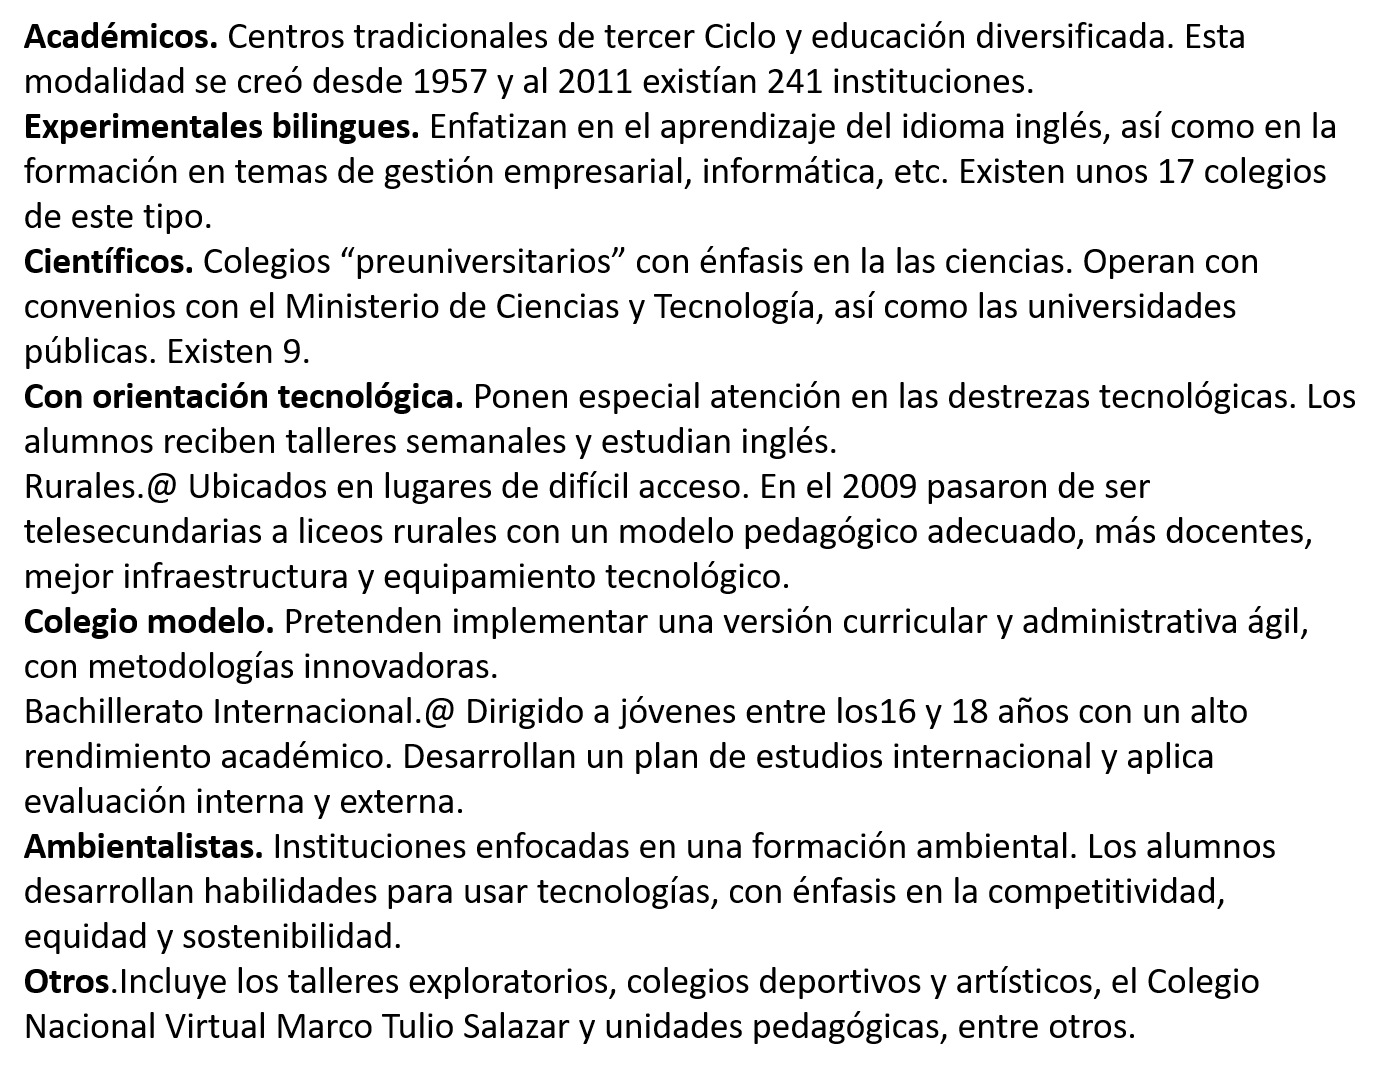 Académicos. Centros tradicionales de tercer Ciclo y educación diversificada. Esta
modalidad se creó desde 1957 y al 2011 existían 241 instituciones.
Experimentales bilingues. Enfatizan en el aprendizaje del idioma inglés, así como en la
formación en temas de gestión empresarial, informática, etc. Existen unos 17 colegios
de este tipo.
Científicos. Colegios “preuniversitarios” con énfasis en la las ciencias. Operan con
convenios con el Ministerio de Ciencias y Tecnología, así como las universidades
públicas. Existen 9.
Con orientación tecnológica. Ponen especial atención en las destrezas tecnológicas. Los
alumnos reciben talleres semanales y estudian inglés.
Rurales.@ Ubicados en lugares de difícil acceso. En el 2009 pasaron de ser
telesecundarias a liceos rurales con un modelo pedagógico adecuado, más docentes,
mejor infraestructura y equipamiento tecnológico.
Colegio modelo. Pretenden implementar una versión curricular y administrativa ágil,
con metodologías innovadoras.
Bachillerato Internacional.@ Dirigido a jóvenes entre los16 y 18 años con un alto
rendimiento académico. Desarrollan un plan de estudios internacional y aplica
evaluación interna y externa.
Ambientalistas. Instituciones enfocadas en una formación ambiental. Los alumnos
desarrollan habilidades para usar tecnologías, con énfasis en la competitividad,
equidad y sostenibilidad.
Otros.Incluye los talleres exploratorios, colegios deportivos y artísticos, el Colegio
Nacional Virtual Marco Tulio Salazar y unidades pedagógicas, entre otros.